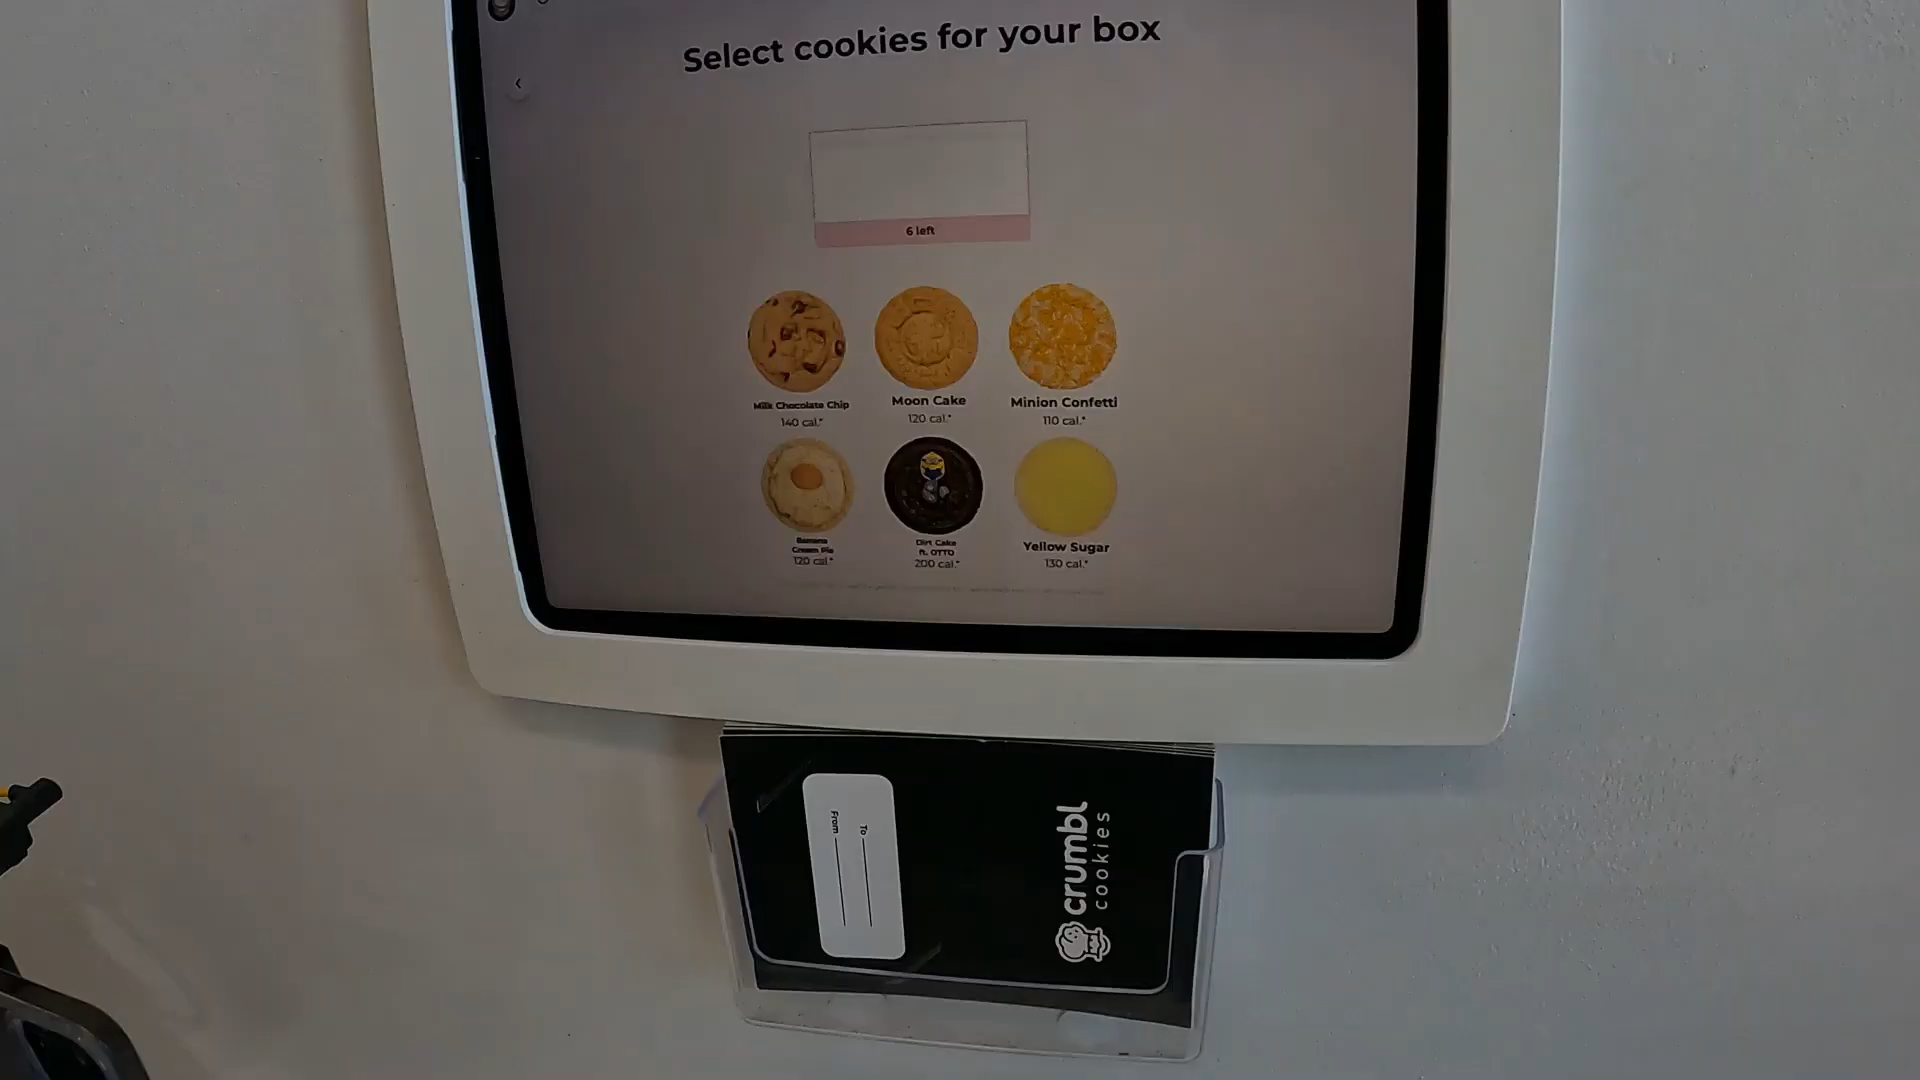 Select cookies for your box
6 left
Milk Chocolate Chip
140 cal.*
Moon Cake
120 cal.*
Minion Confetti
110 cal.*
Banana
Cream Pie
120 cal.*
Dirt Cake
ft. OTTO
200 cal.*
Yellow Sugar
130 cal.*
To
From
crumbl
cookies